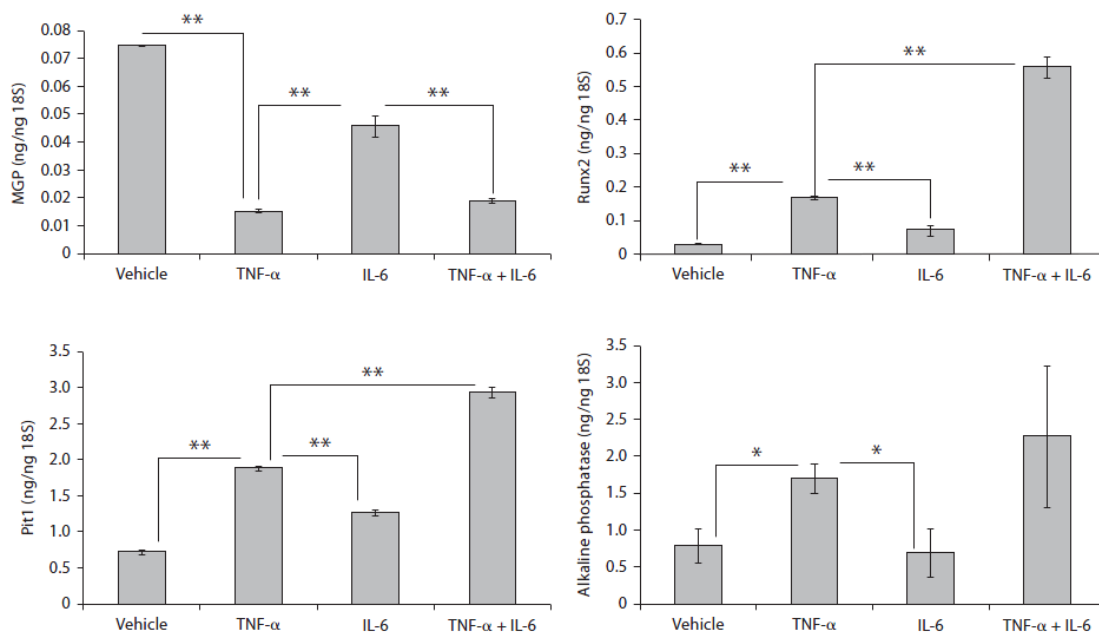 MGP (ng/ng 18S)
0.08
0.07
0.06
0.05
0.04
0.03
0.02
0.01
0
**
**
**
Vehicle
TNF-α
IL-6
TNF-α + IL-6
Runx2 (ng/ng 18S)
0.7
0.6
0.5
0.4
0.3
0.2
0.1
0
**
**
**
Vehicle
TNF-α
IL-6
TNF-α + IL-6
Pit1 (ng/ng 18S)
3.5
3.0
2.5
2.0
1.5
1.0
0.5
0
**
**
**
Vehicle
TNF-α
IL-6
TNF-α + IL-6
Alkaline phosphatase (ng/ng 18S)
3.5
3.0
2.5
2.0
1.5
1.0
0.5
0
*
*
Vehicle
TNF-α
IL-6
TNF-α + IL-6